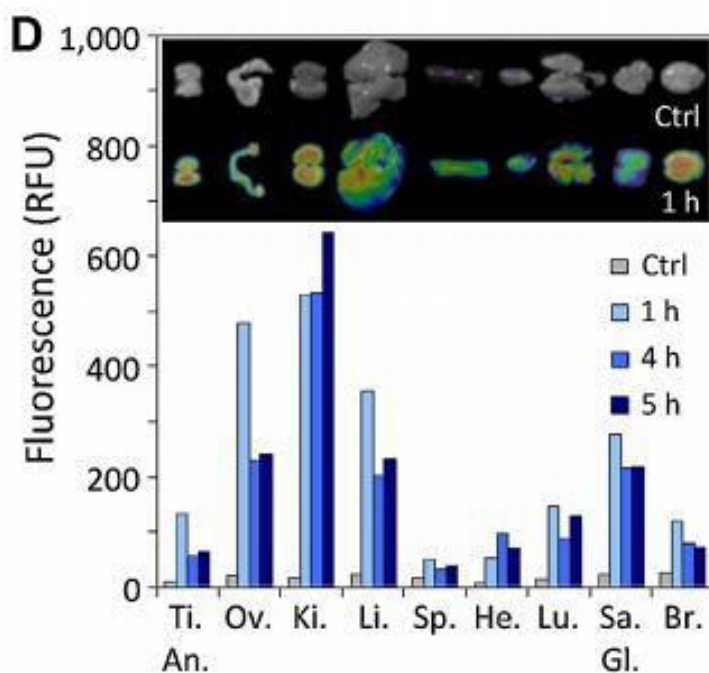 D
1,000
800
600
400
200
0
Fluorescence (RFU)
Ctrl
1 h
Ctrl
1 h
4 h
5 h
Ti. Ov. Ki. Li. Sp. He. Lu. Sa. Br.
An. Gl.